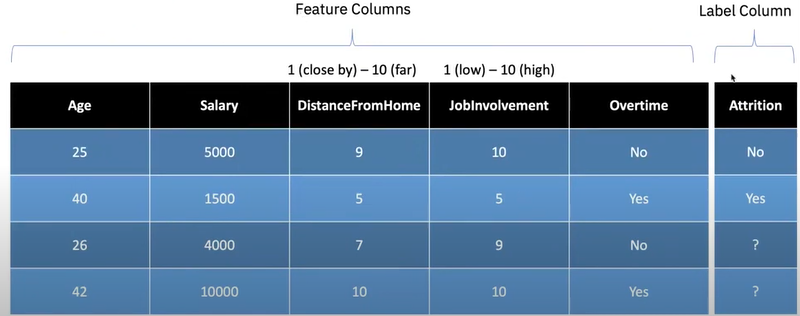 Feature Columns
Label Column
1 (close by) – 10 (far) 1 (low) – 10 (high)
Age Salary DistanceFromHome JobInvolvement Overtime Attrition
25 5000 9 10 No No
40 1500 5 5 Yes Yes
26 4000 7 9 No ?
42 10000 10 10 Yes ?